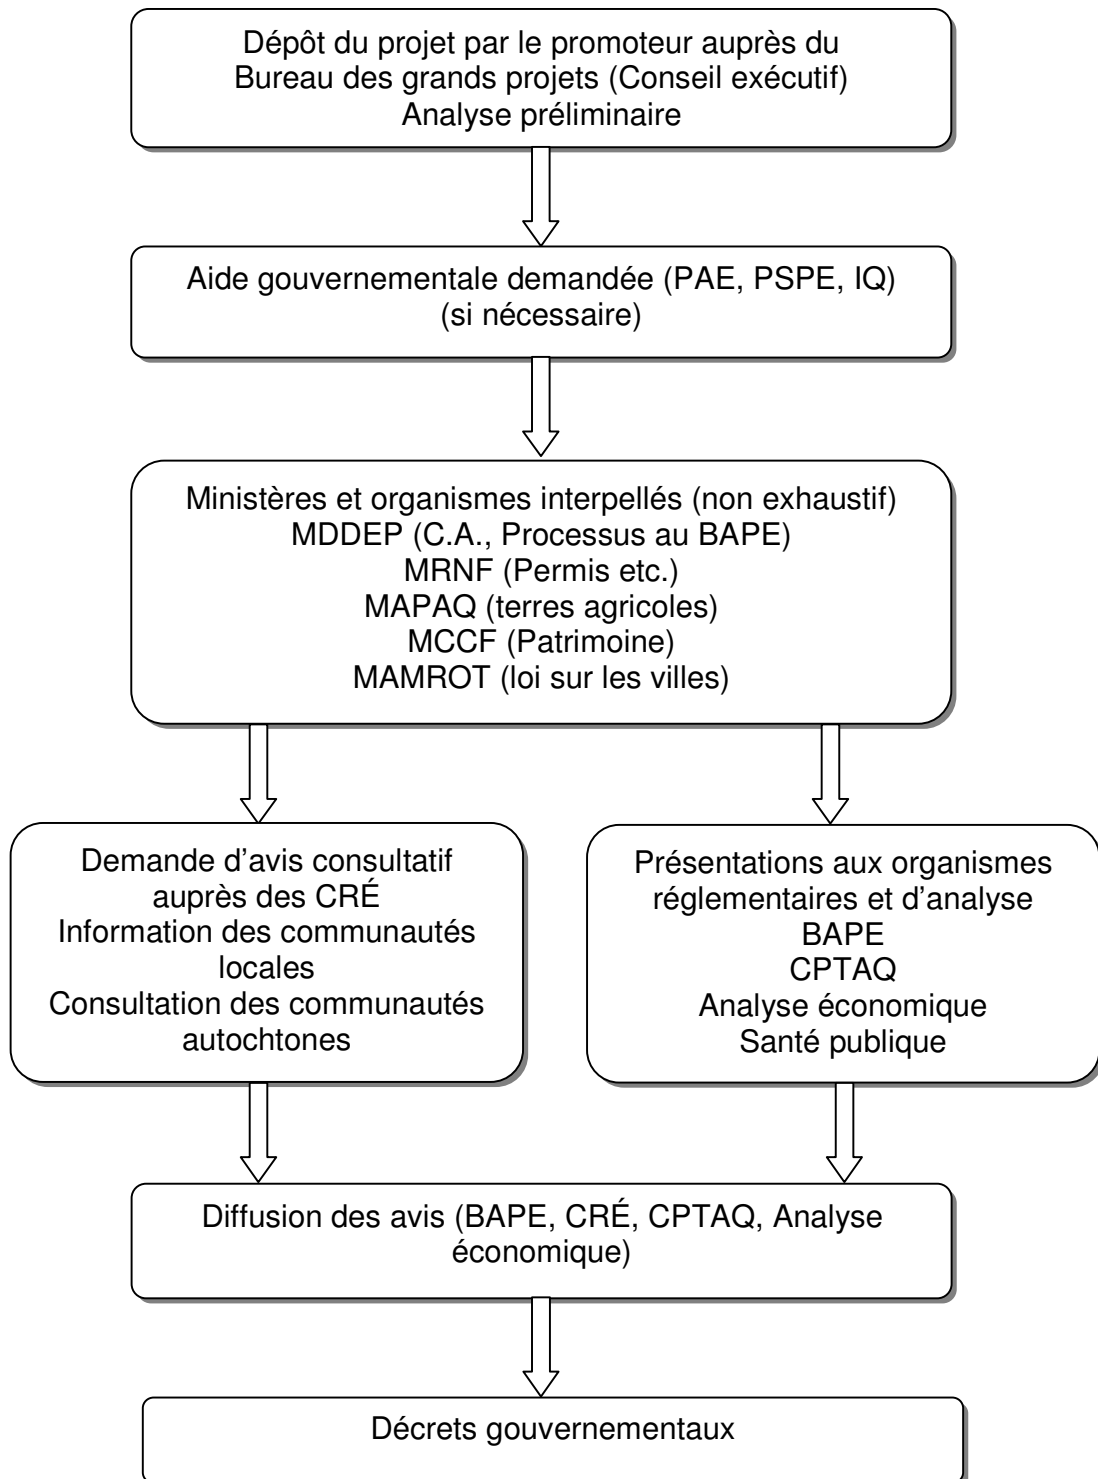 Dépôt du projet par le promoteur auprès du
Bureau des grands projets (Conseil exécutif)
Analyse préliminaire
Aide gouvernementale demandée (PAE, PSPE, IQ)
(si nécessaire)
Ministères et organismes interpellés (non exhaustif)
MDDEP (C.A., Processus au BAPE)
MRNF (Permis etc.)
MAPAQ (terres agricoles)
MCCF (Patrimoine)
MAMROT (loi sur les villes)
Demande d’avis consultatif
auprès des CRÉ
Information des communautés
locales
Consultation des communautés
autochtones
Présentations aux organismes
réglementaires et d’analyse
BAPE
CPTAQ
Analyse économique
Santé publique
Diffusion des avis (BAPE, CRÉ, CPTAQ, Analyse
économique)
Décrets gouvernementaux